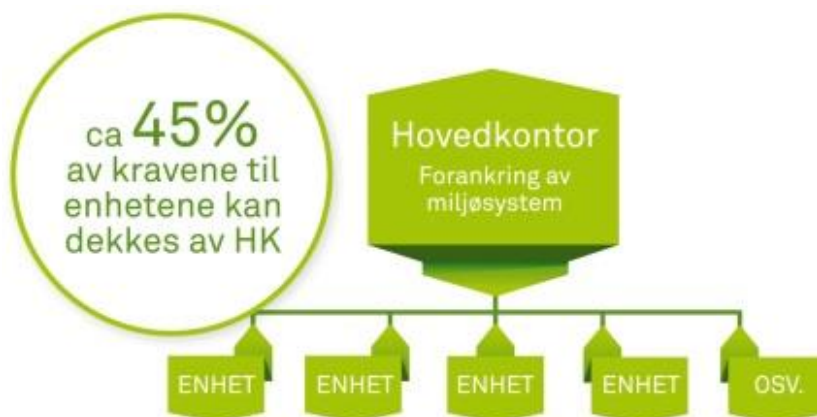 ca 45%
av kravene til
enhetene kan
dekkes av HK
Hovedkontor
Forankring av
miljøsystem
ENHET
ENHET
ENHET
ENHET
OSV.